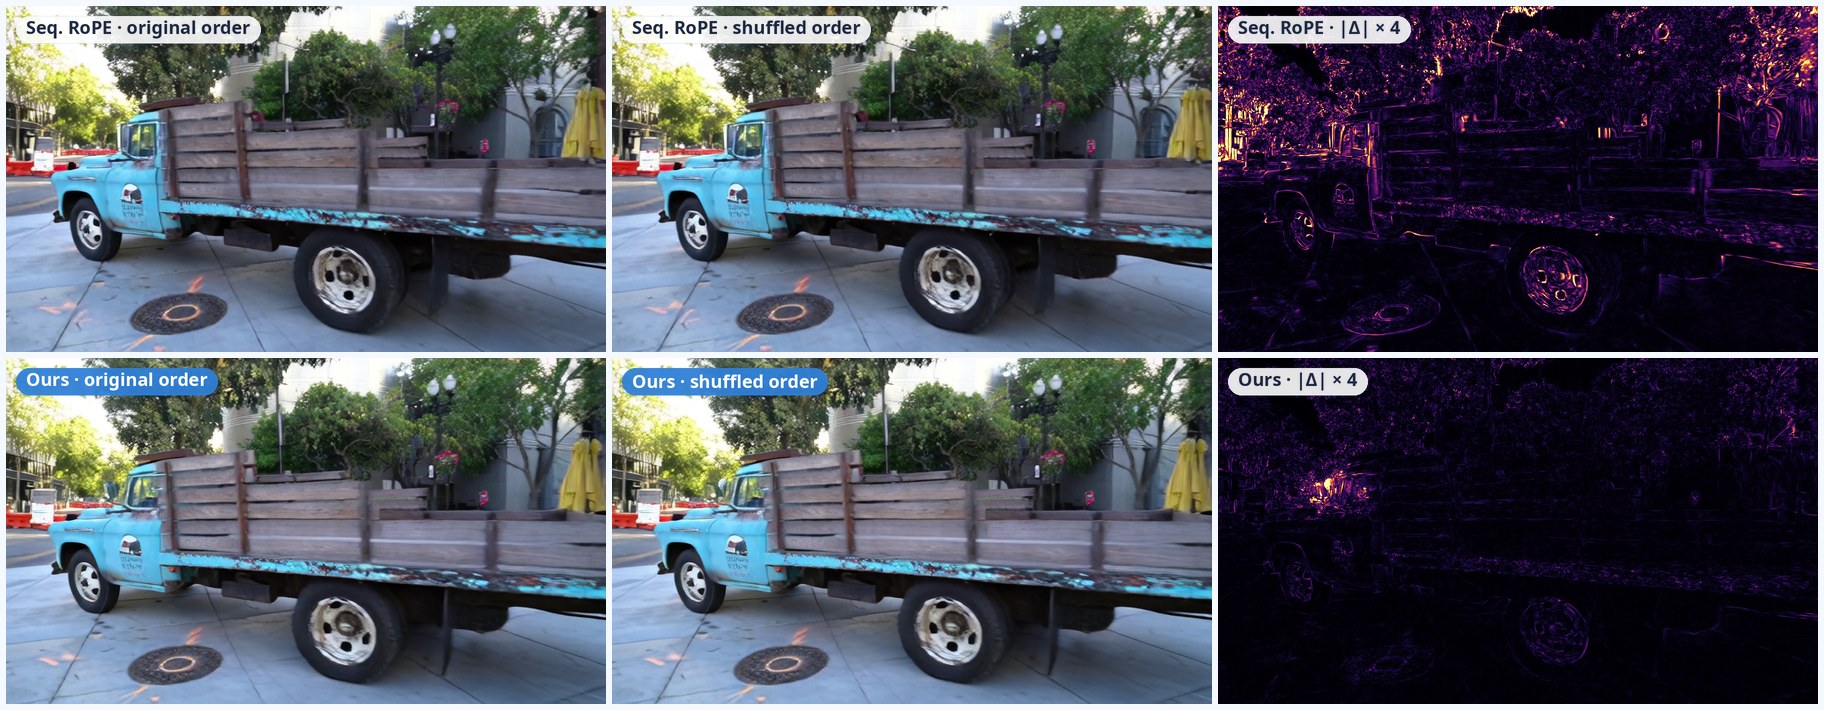 Seq. RoPE · original order
Seq. RoPE · shuffled order
Seq. RoPE · |Δ| × 4
Ours · original order
Ours · shuffled order
Ours · |Δ| × 4